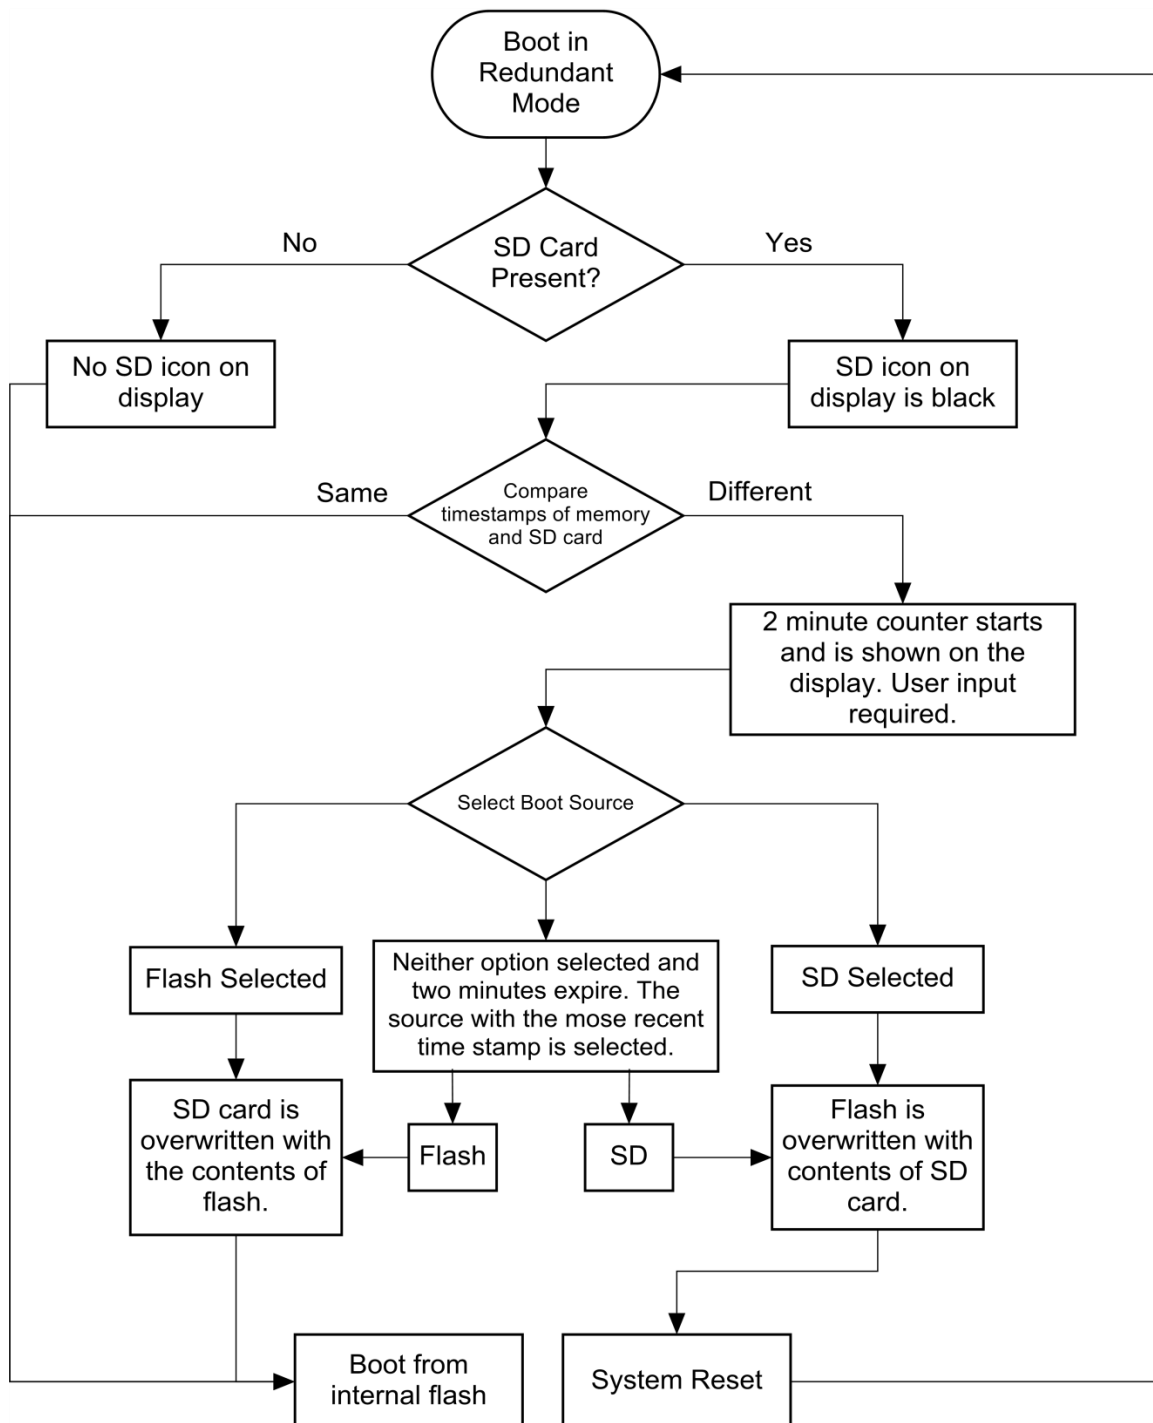 Boot in
Redundant
Mode
No
SD Card
Present?
Yes
No SD icon on
display
SD icon on
display is black
Same
Compare
timestamps of memory
and SD card
Different
2 minute counter starts
and is shown on the
display. User input
required.
Select Boot Source
Flash Selected
Neither option selected and
two minutes expire. The
source with the mose recent
time stamp is selected.
SD Selected
SD card is
overwritten with
the contents of
flash.
Flash
SD
Flash is
overwritten with
contents of SD
card.
Boot from
internal flash
System Reset